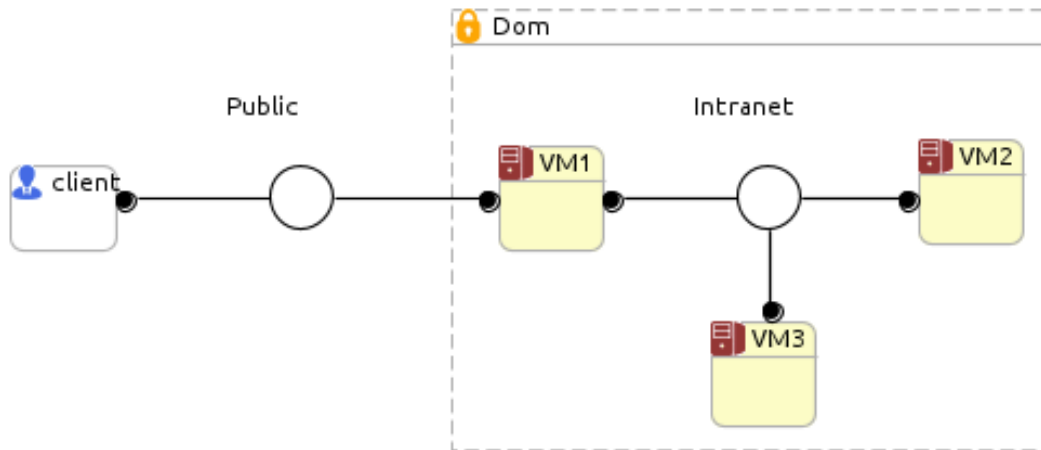 Dom
Public
Intranet
client
VM1
VM2
VM3